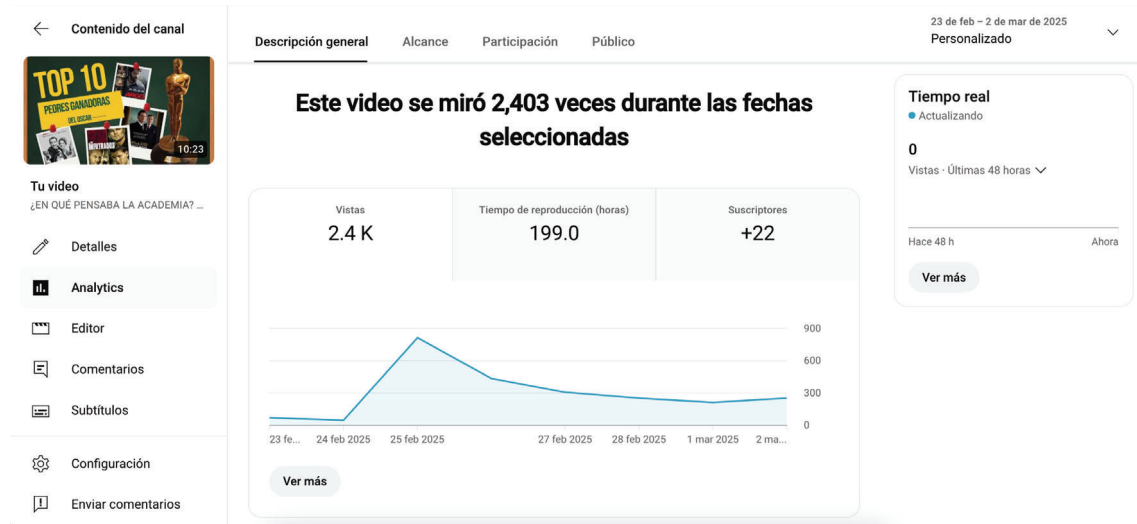 Contenido del canal
TOP 10
PEORES GANADORAS
DEL OSCAR
INFILTRADOS
10:23
Tu video
¿EN QUÉ PENSABA LA ACADEMIA? ...
Detalles
Analytics
Editor
Comentarios
Subtítulos
Configuración
Enviar comentarios
Descripción general
Alcance
Participación
Público
23 de feb – 2 de mar de 2025
Personalizado
Este video se miró 2,403 veces durante las fechas
seleccionadas
Vistas
2.4 K
Tiempo de reproducción (horas)
199.0
Suscriptores
+22
900
600
300
0
23 fe...
24 feb 2025
25 feb 2025
27 feb 2025
28 feb 2025
1 mar 2025
2 ma...
Ver más
Tiempo real
Actualizando
0
Vistas · Últimas 48 horas
Hace 48 h
Ahora
Ver más